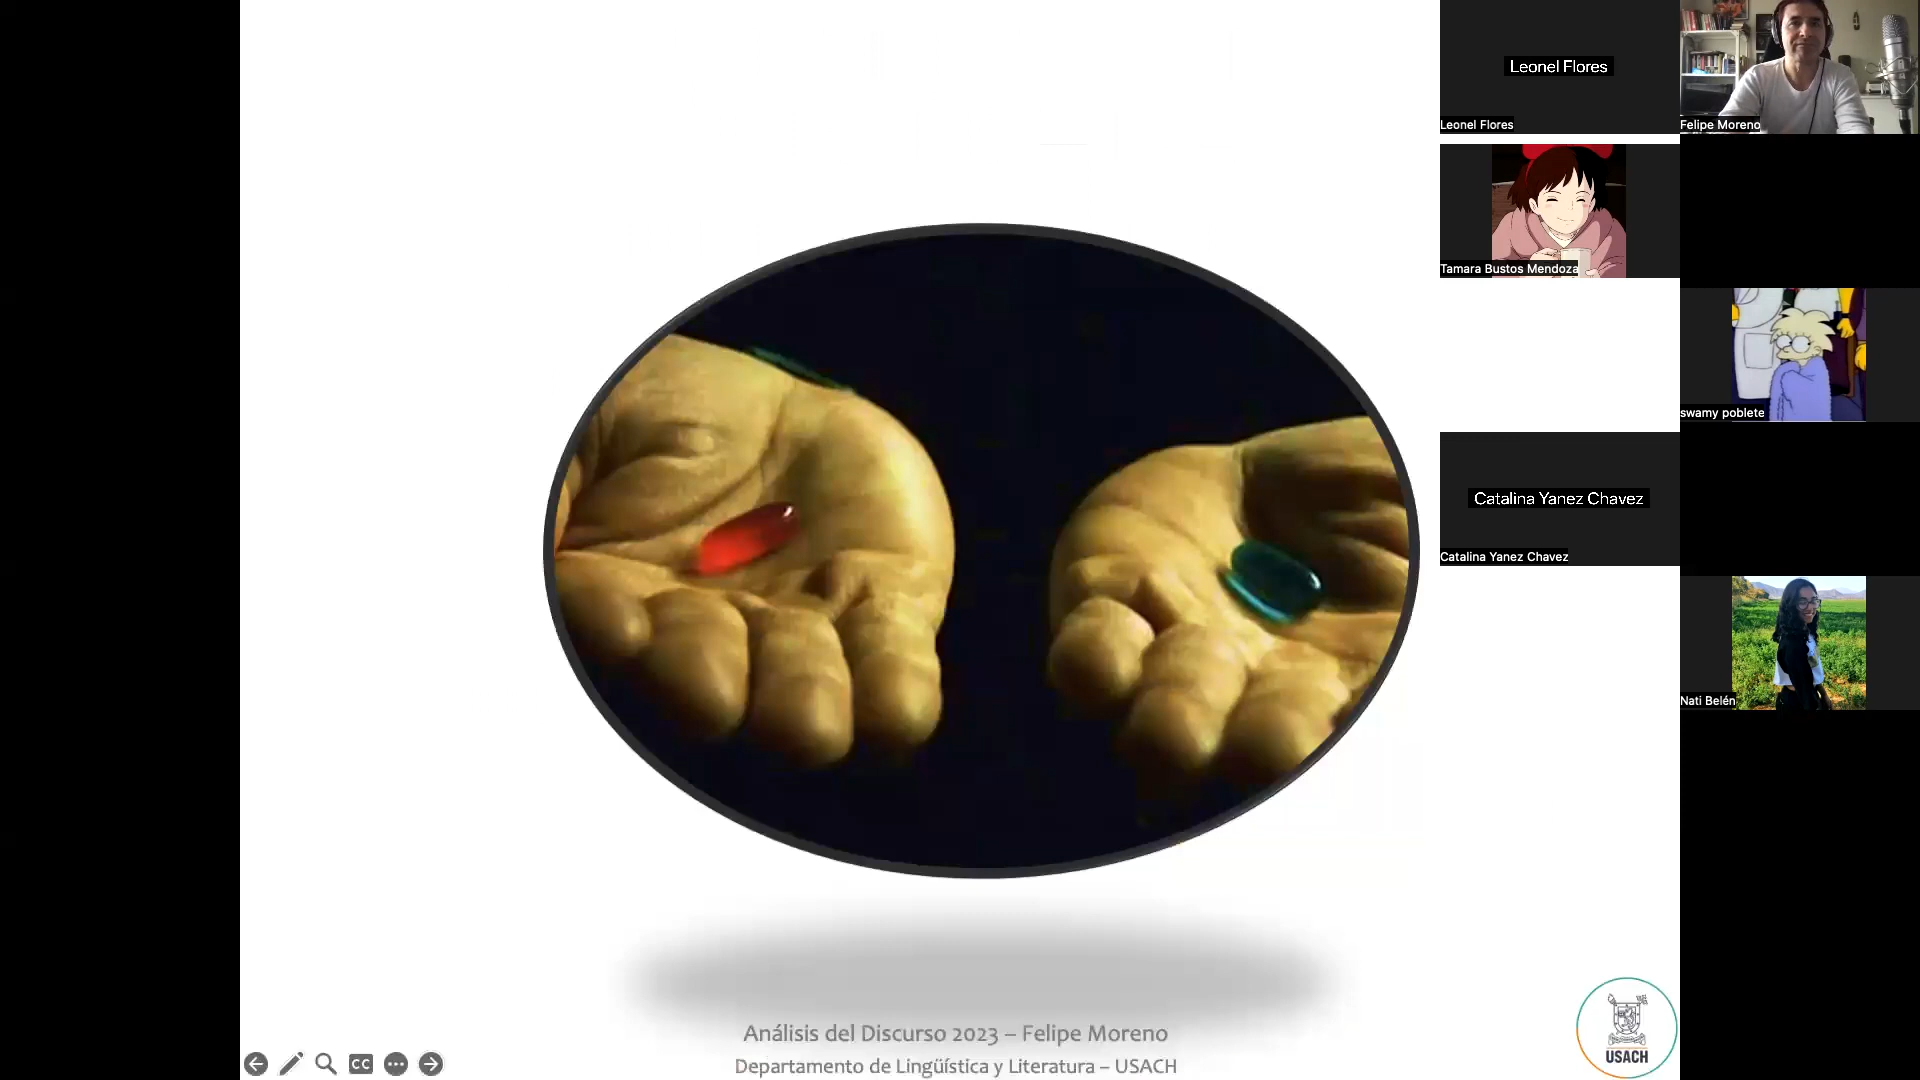 Leonel Flores
Leonel Flores
Felipe Moreno
Tamara Bustos Mendoza
swamy poblete
Catalina Yanez Chavez
Catalina Yanez Chavez
Nati Belén
Análisis del Discurso 2023 – Felipe Moreno
Departamento de Lingüística y Literatura – USACH
USACH
CC